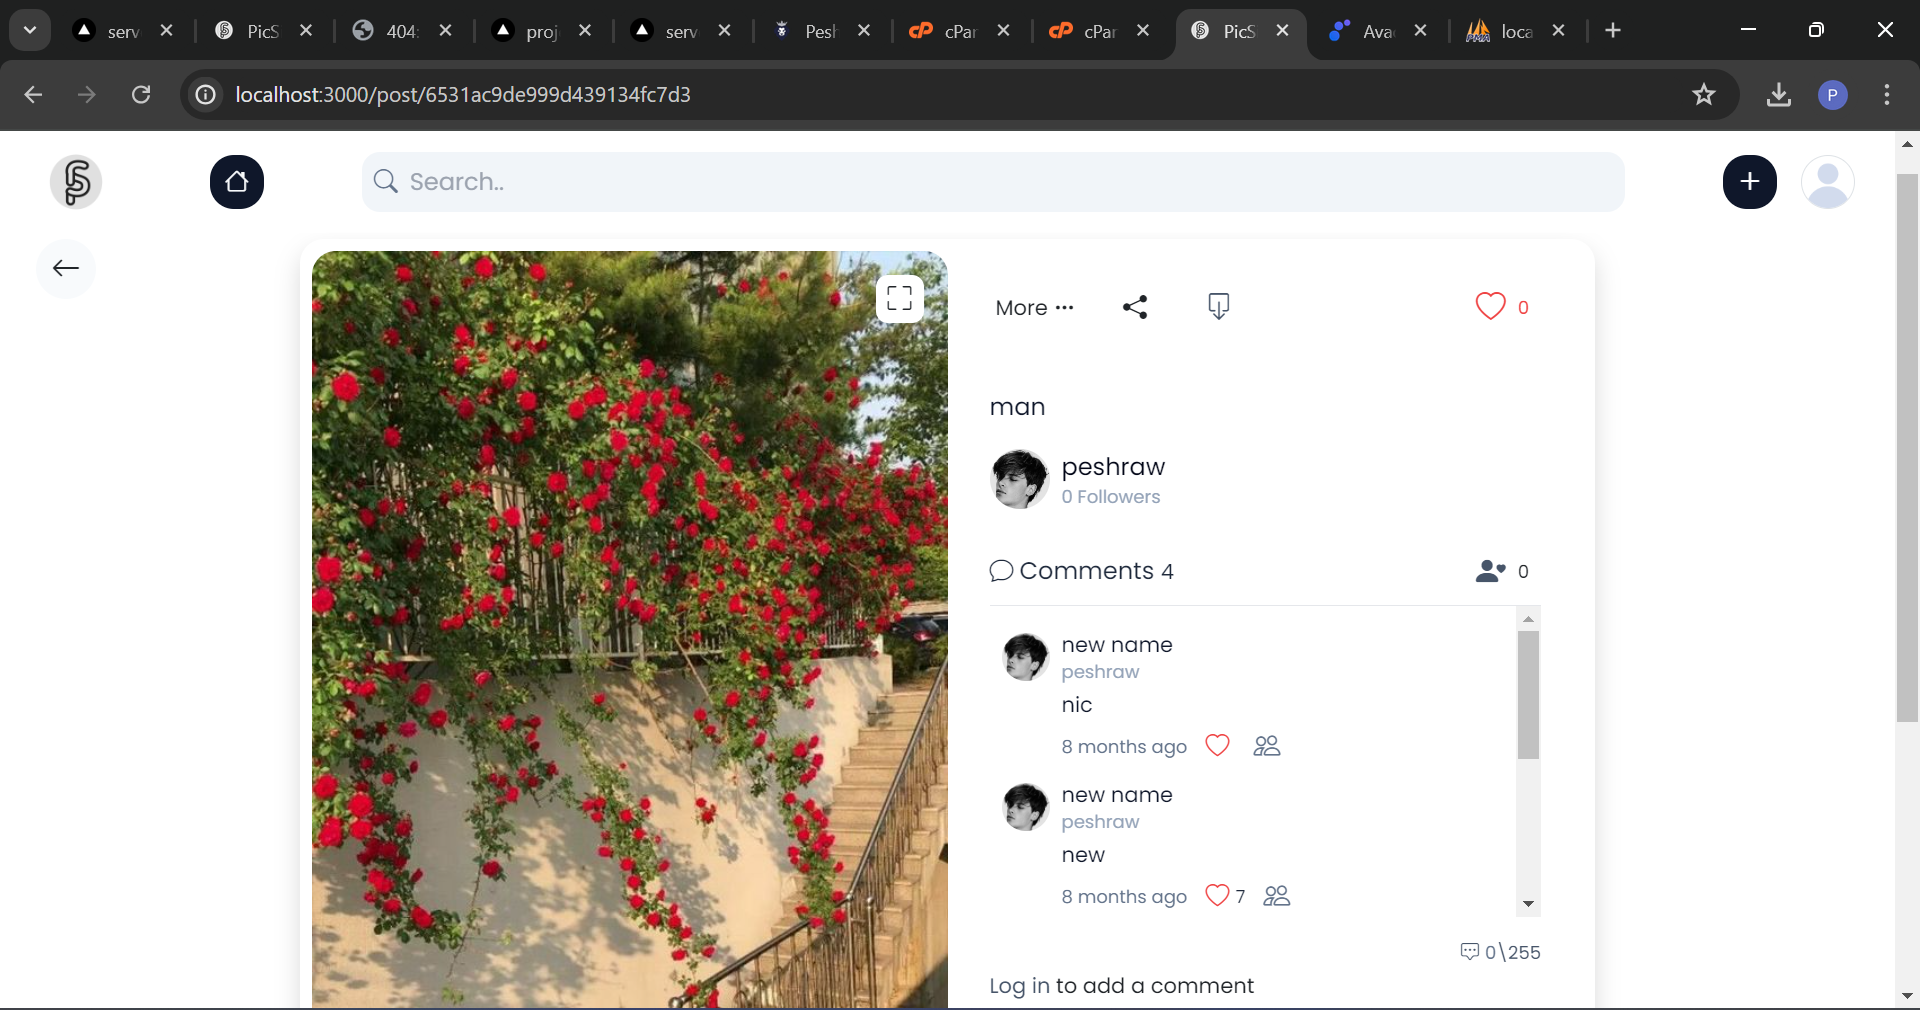 serv
PicS
404:
proj
serv
Pesh
cPar
cPar
PicS
Ava
loca
localhost:3000/post/6531ac9de999d439134fc7d3
P
Search..
More ···
0
man
peshraw
0 Followers
Comments 4
0
new name
peshraw
nic
8 months ago
new name
peshraw
new
8 months ago 7
0\255
Log in to add a comment